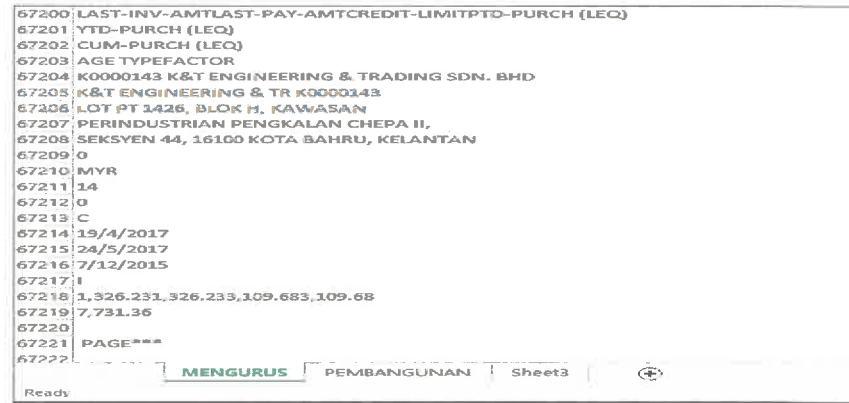 67200 LAST-INV-AMTLAST-PAY-AMTCREDIT-LIMITPTD-PURCH (LEQ)
67201 YTD-PURCH (LEQ)
67202 CUM-PURCH (LEQ)
67203 AGE TYPEFACTOR
67204 K0000143 K&T ENGINEERING & TRADING SDN. BHD
67205 K&T ENGINEERING & TR K0000143
67206 LOT PT 1426, BLOK H, KAWASAN
67207 PERINDUSTRIAN PENGKALAN CHEPA II,
67208 SEKSYEN 44, 16100 KOTA BAHRU, KELANTAN
67209 0
67210 MYR
67211 14
67212 0
67213 C
67214 19/4/2017
67215 24/5/2017
67216 7/12/2015
67217 I
67218 1,326.231,326.233,109.683,109.68
67219 7,731.36
67220
67221 PAGE***
67222
MENGURUS PEMBANGUNAN Sheet3
Ready